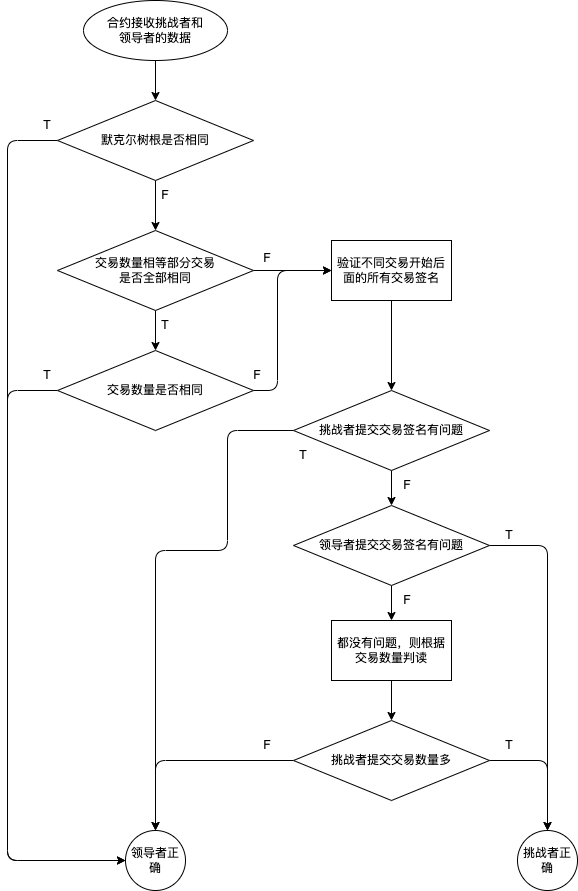 合约接收挑战者和
领导者的数据
T
默克尔树根是否相同
F
交易数量相等部分交易
是否全部相同
F
验证不同交易开始后
面的所有交易签名
T
T
交易数量是否相同
F
挑战者提交交易签名有问题
T
F
领导者提交交易签名有问题
T
F
都没有问题，则根据
交易数量判读
F
挑战者提交交易数量多
T
领导者正
确
挑战者正
确